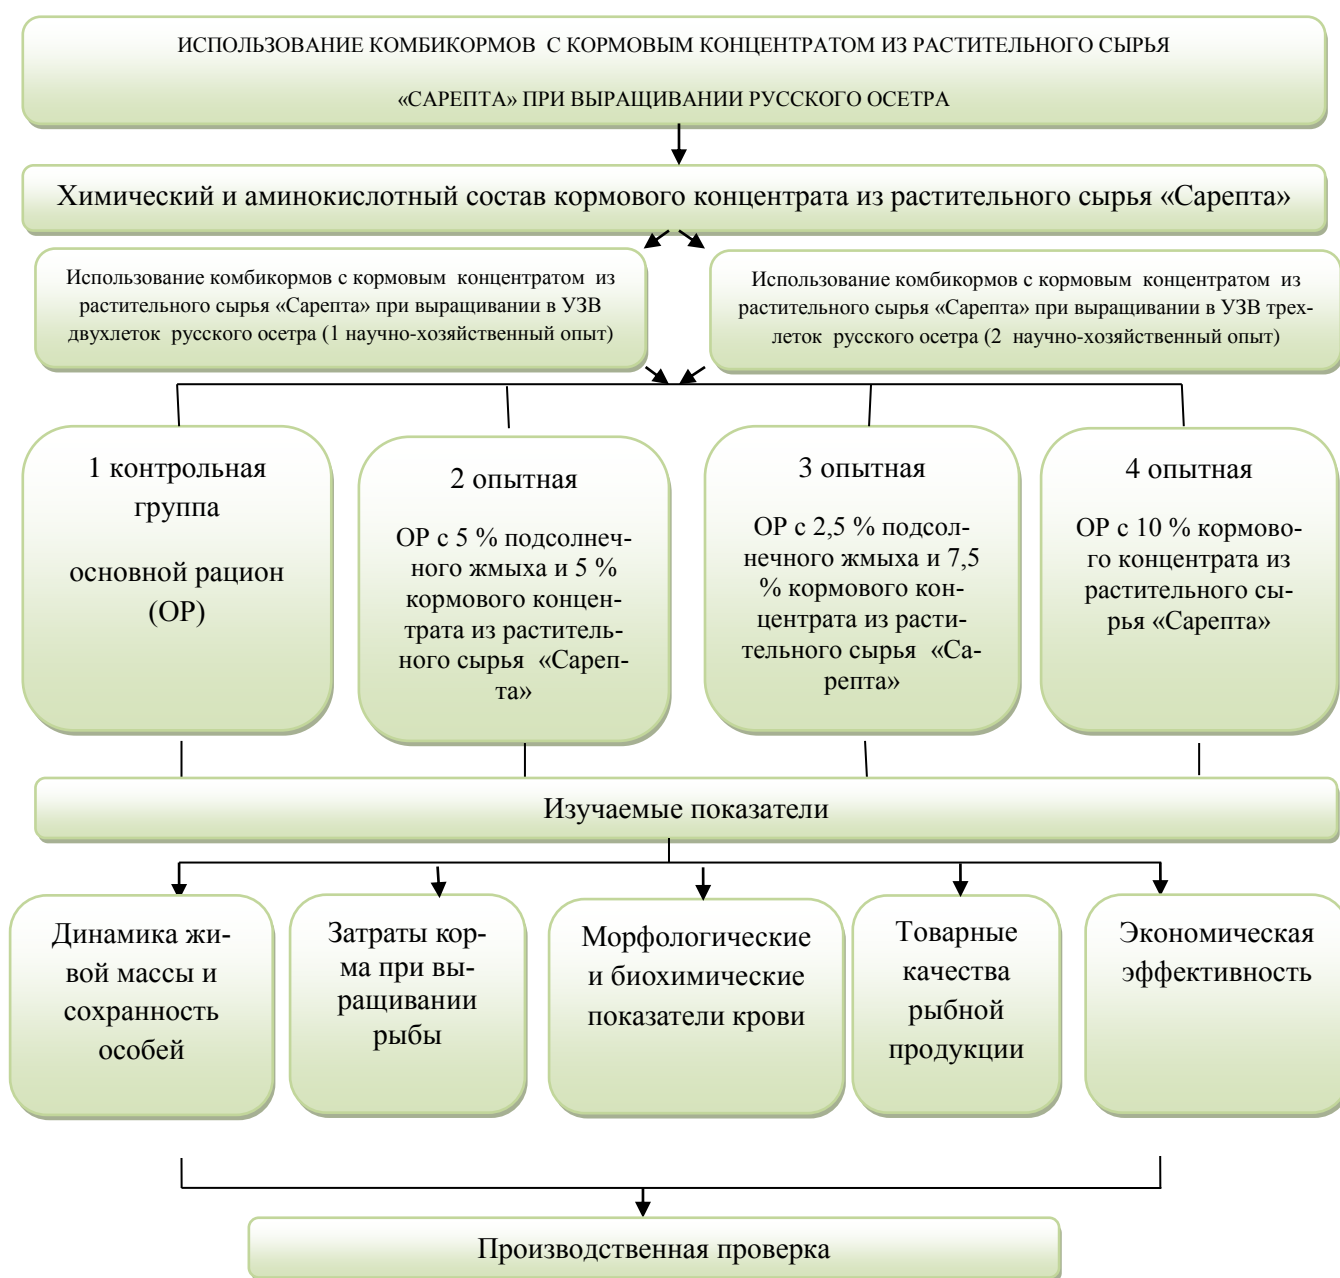 ИСПОЛЬЗОВАНИЕ КОМБИКОРМОВ С КОРМОВЫМ КОНЦЕНТРАТОМ ИЗ РАСТИТЕЛЬНОГО СЫРЬЯ
«САРЕПТА» ПРИ ВЫРАЩИВАНИИ РУССКОГО ОСЕТРА
Химический и аминокислотный состав кормового концентрата из растительного сырья «Сарепта»
Использование комбикормов с кормовым концентратом из
растительного сырья «Сарепта» при выращивании в УЗВ
двухлеток русского осетра (1 научно-хозяйственный опыт)
Использование комбикормов с кормовым концентратом из
растительного сырья «Сарепта» при выращивании в УЗВ трех-
леток русского осетра (2 научно-хозяйственный опыт)
1 контрольная
группа
основной рацион
(ОР)
2 опытная
ОР с 5 % подсолнеч-
ного жмыха и 5 %
кормового концен-
трата из раститель-
ного сырья «Сареп-
та»
3 опытная
ОР с 2,5 % подсол-
нечного жмыха и 7,5
% кормового кон-
центрата из расти-
тельного сырья «Са-
репта»
4 опытная
ОР с 10 % кормово-
го концентрата из
растительного сы-
рья «Сарепта»
Изучаемые показатели
Динамика жи-
вой массы и
сохранность
особей
Затраты кор-
ма при вы-
ращивании
рыбы
Морфологические
и биохимические
показатели крови
Товарные
качества
рыбной
продукции
Экономическая
эффективность
Производственная проверка